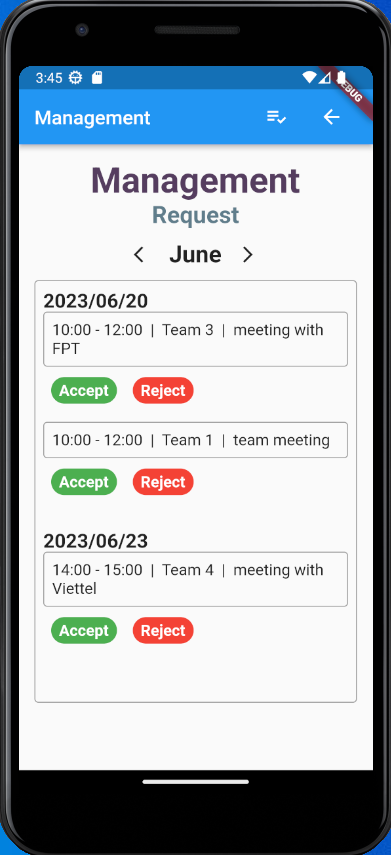 3:45
DEBUG
Management
Management
Request
June
2023/06/20
10:00 - 12:00 | Team 3 | meeting with
FPT
Accept Reject
10:00 - 12:00 | Team 1 | team meeting
Accept Reject
2023/06/23
14:00 - 15:00 | Team 4 | meeting with
Viettel
Accept Reject